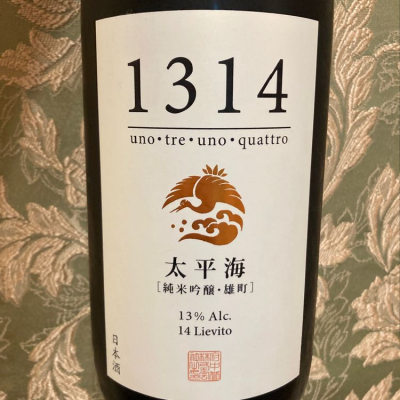 1314
uno・tre・uno・quattro
太平海
[純米吟醸・雄町]
13% Alc.
14 Lievito
日本酒